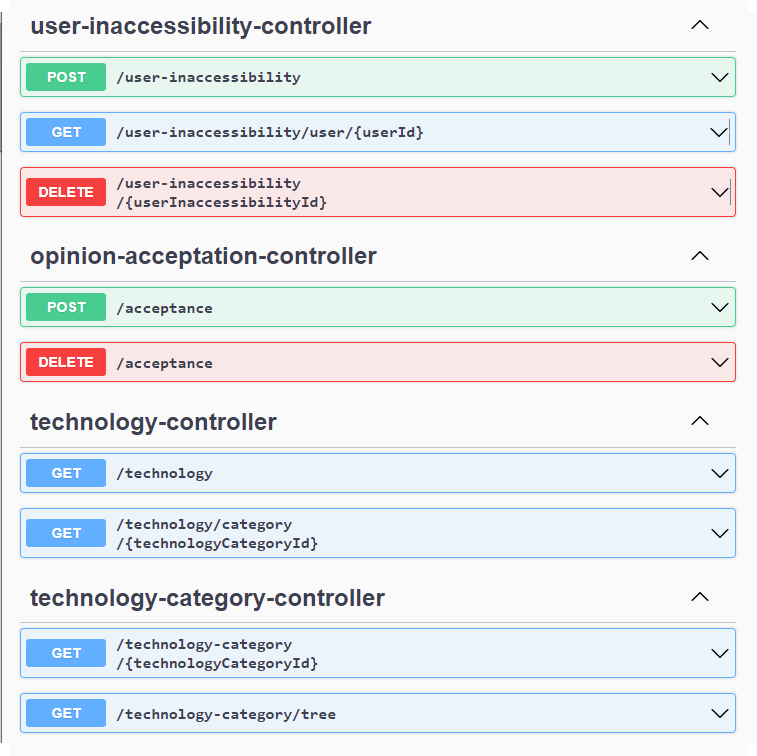 user-inaccessibility-controller
POST /user-inaccessibility
GET /user-inaccessibility/user/{userId}
DELETE /user-inaccessibility
/{userInaccessibilityId}
opinion-acceptation-controller
POST /acceptance
DELETE /acceptance
technology-controller
GET /technology
GET /technology/category
/{technologyCategoryId}
technology-category-controller
GET /technology-category
/{technologyCategoryId}
GET /technology-category/tree